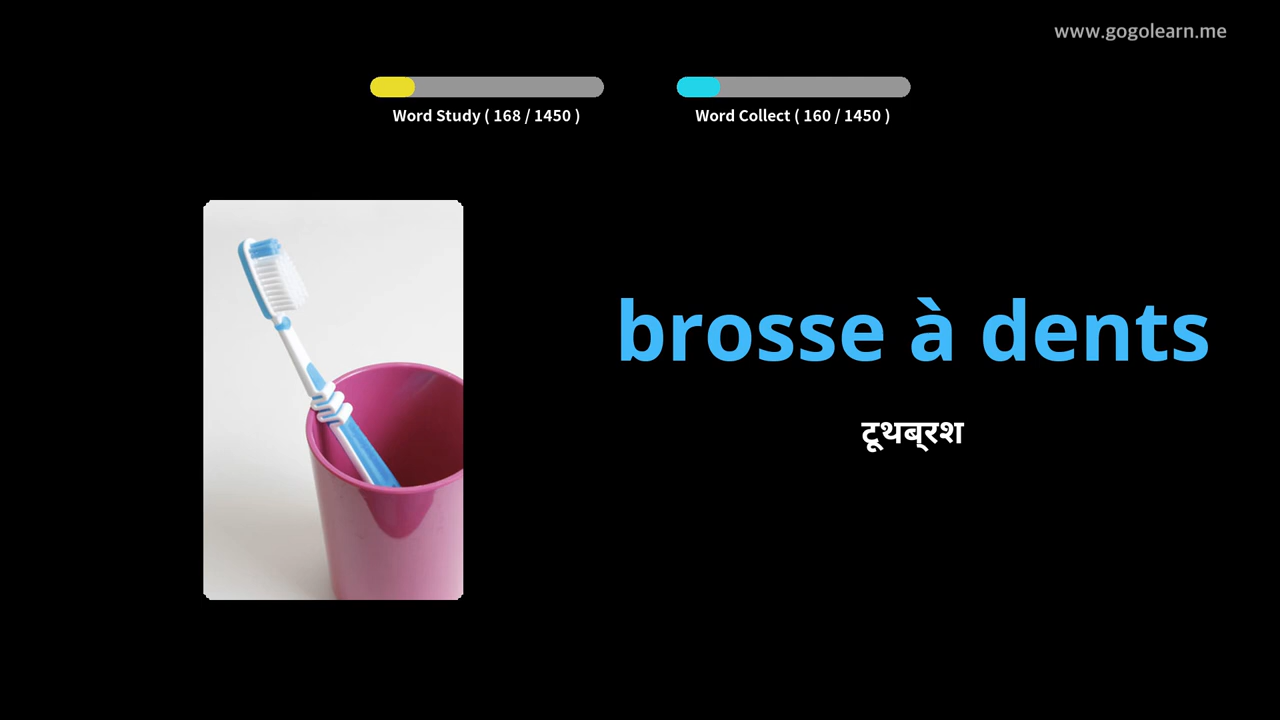 www.gogolearn.me
Word Study ( 168 / 1450 )
Word Collect ( 160 / 1450 )
brosse à dents
टूथब्रश